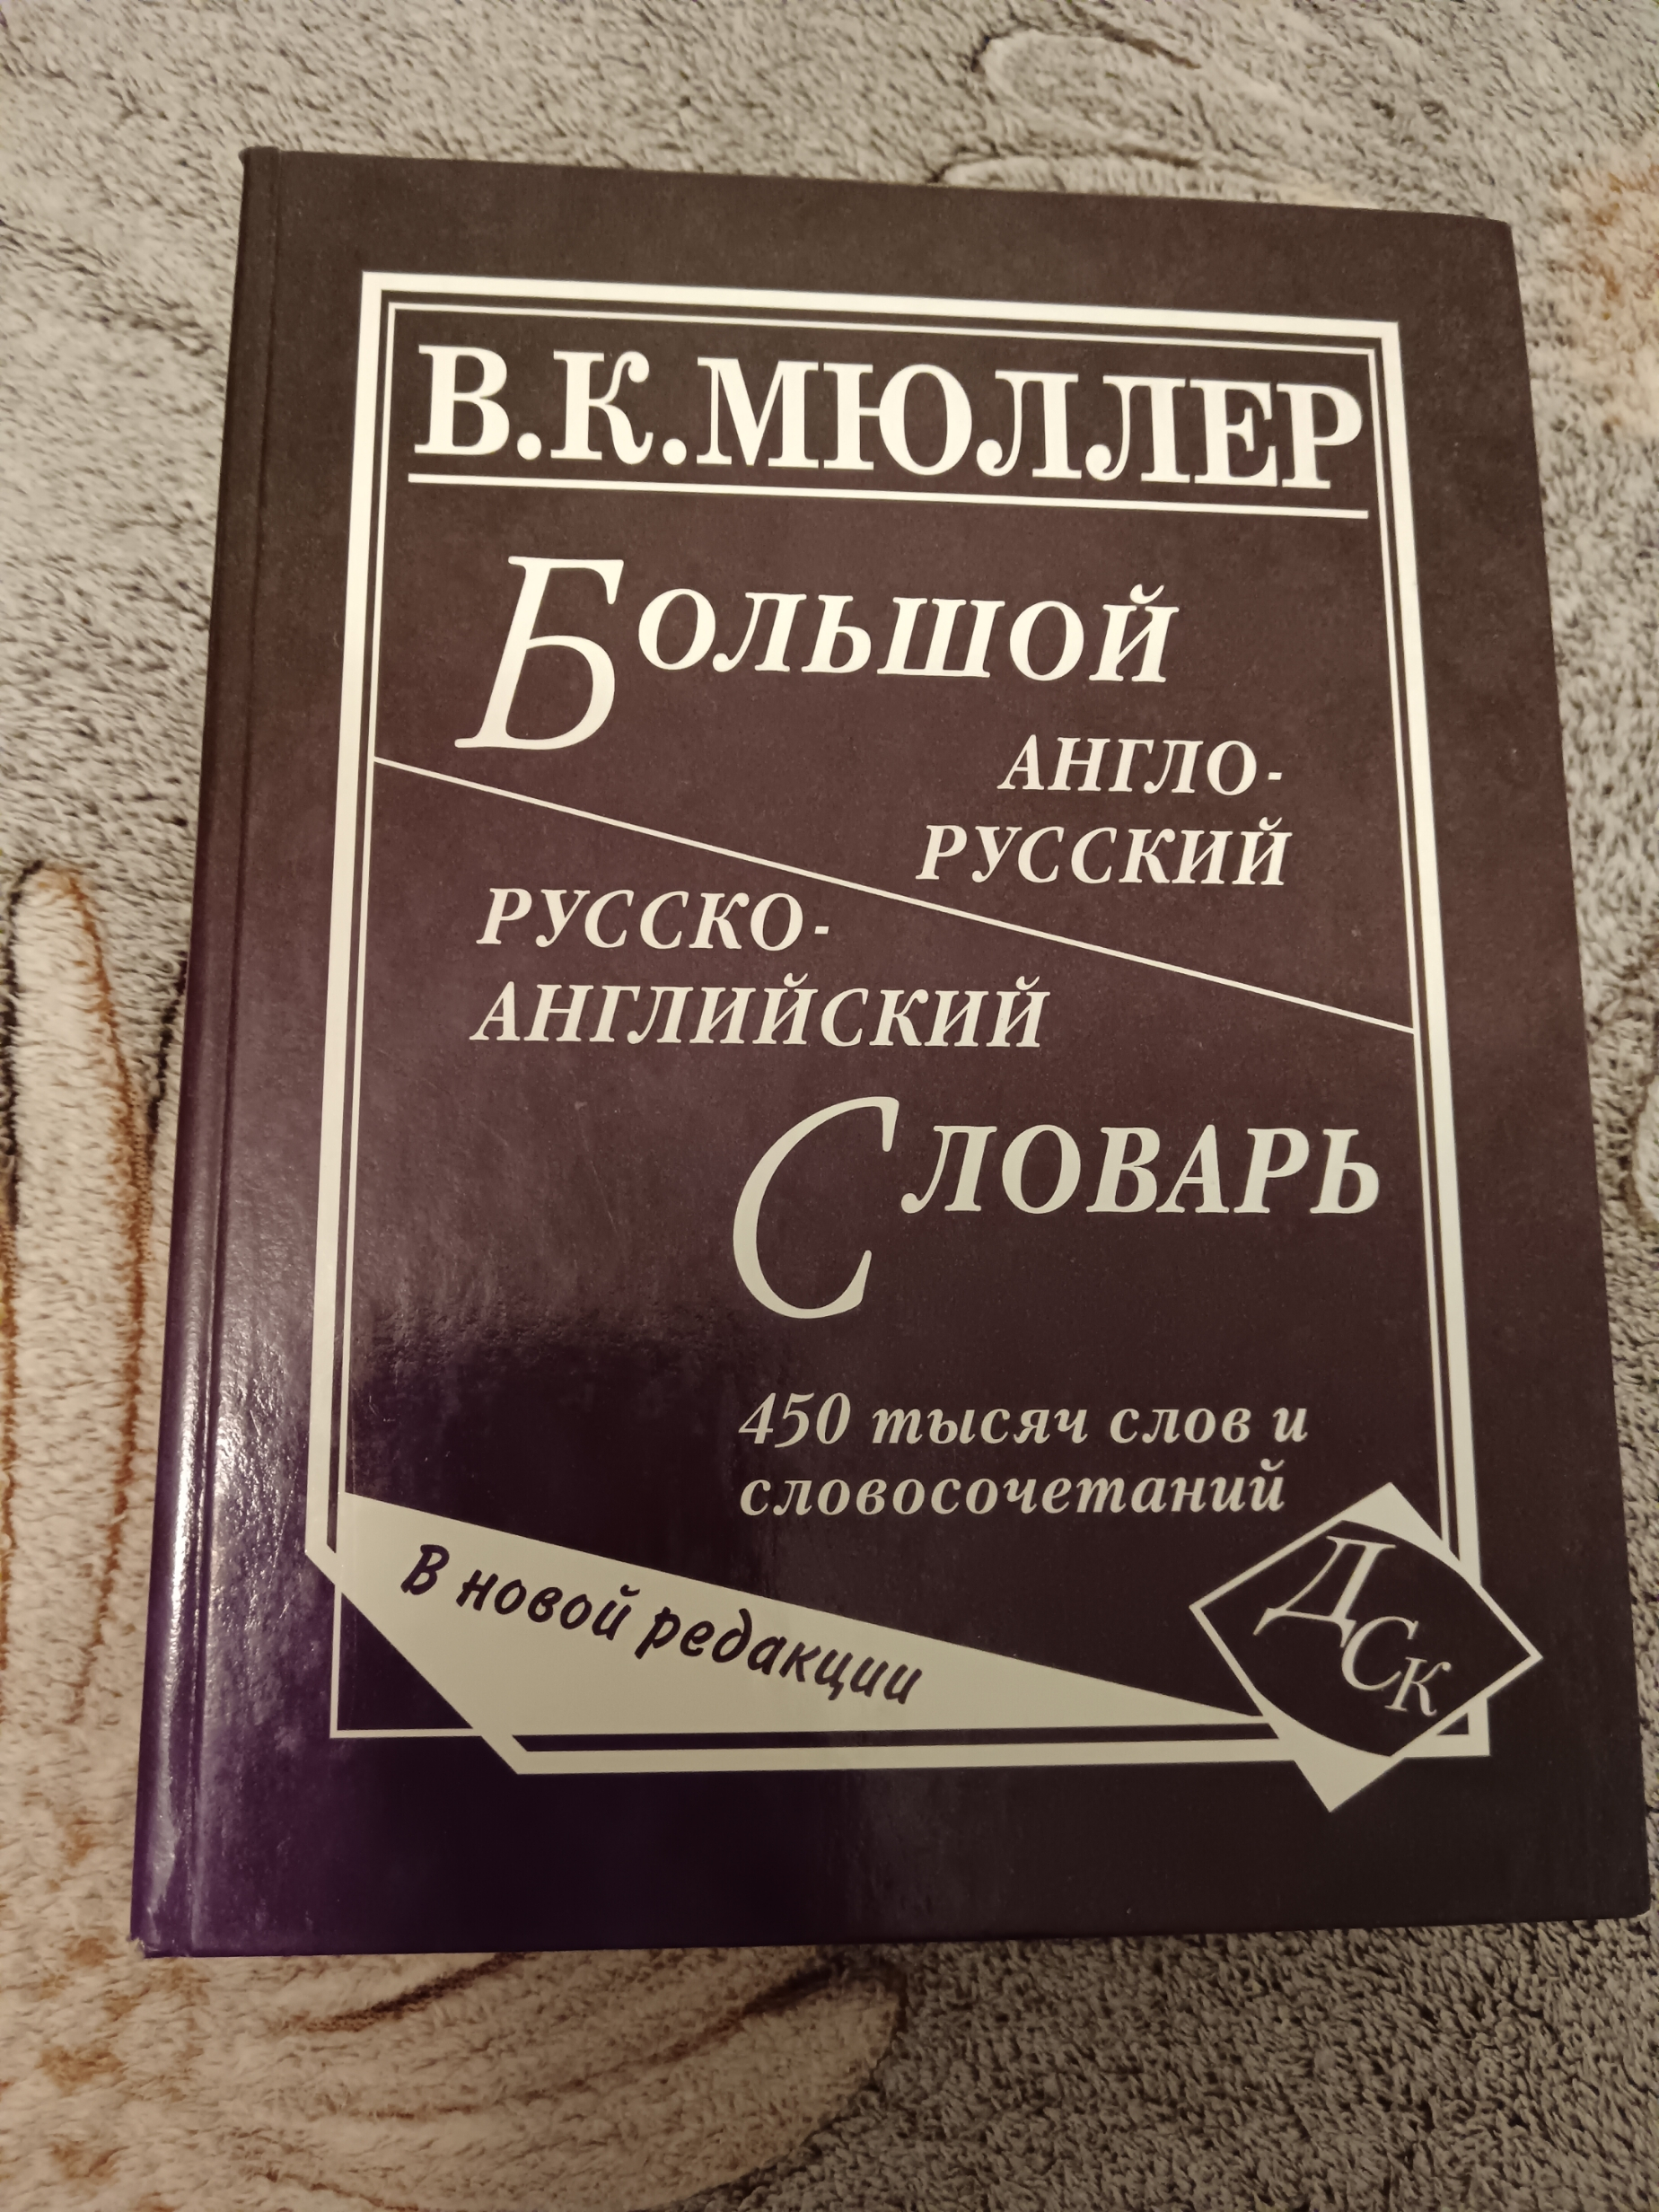 В.К.МЮЛЛЕР
БОЛЬШОЙ
АНГЛО-
РУССКИЙ
РУССКО-
АНГЛИЙСКИЙ
СЛОВАРЬ
450 тысяч слов и
словосочетаний
В новой редакции
ДСК